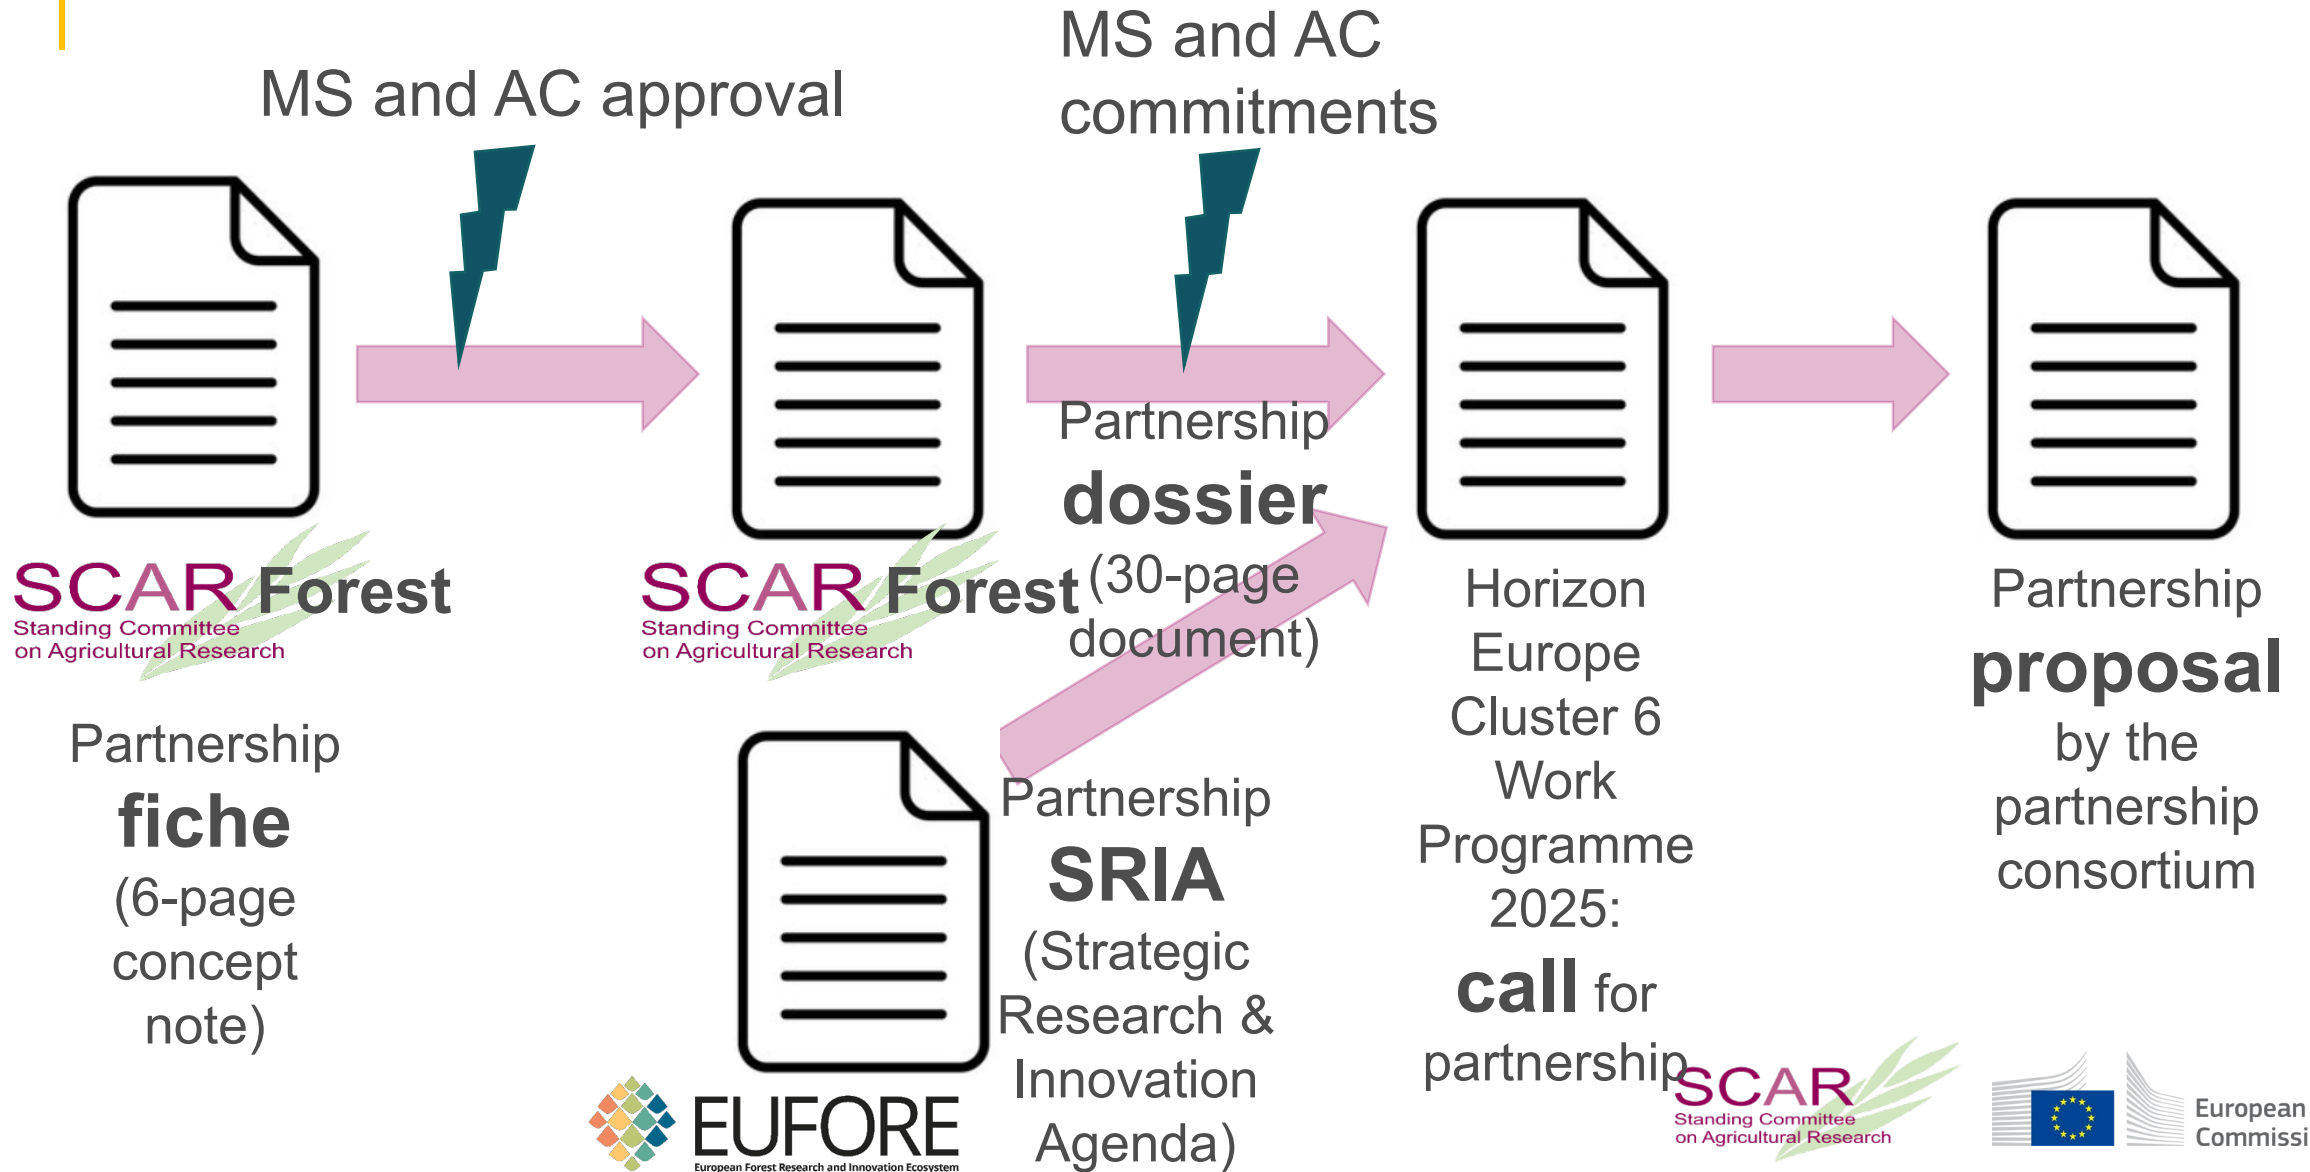 MS and AC approval
MS and AC
commitments
SCAR Forest
Standing Committee
on Agricultural Research
Partnership
fiche
(6-page
concept
note)
SCAR Forest
Standing Committee
on Agricultural Research
Partnership
dossier
(30-page
document)
EUFORE
European Forest Research and Innovation Ecosystem
Partnership
SRIA
(Strategic
Research &
Innovation
Agenda)
Horizon
Europe
Cluster 6
Work
Programme
2025:
call for
partnership
Partnership
proposal
by the
partnership
consortium
SCAR
Standing Committee
on Agricultural Research
European
Commissi